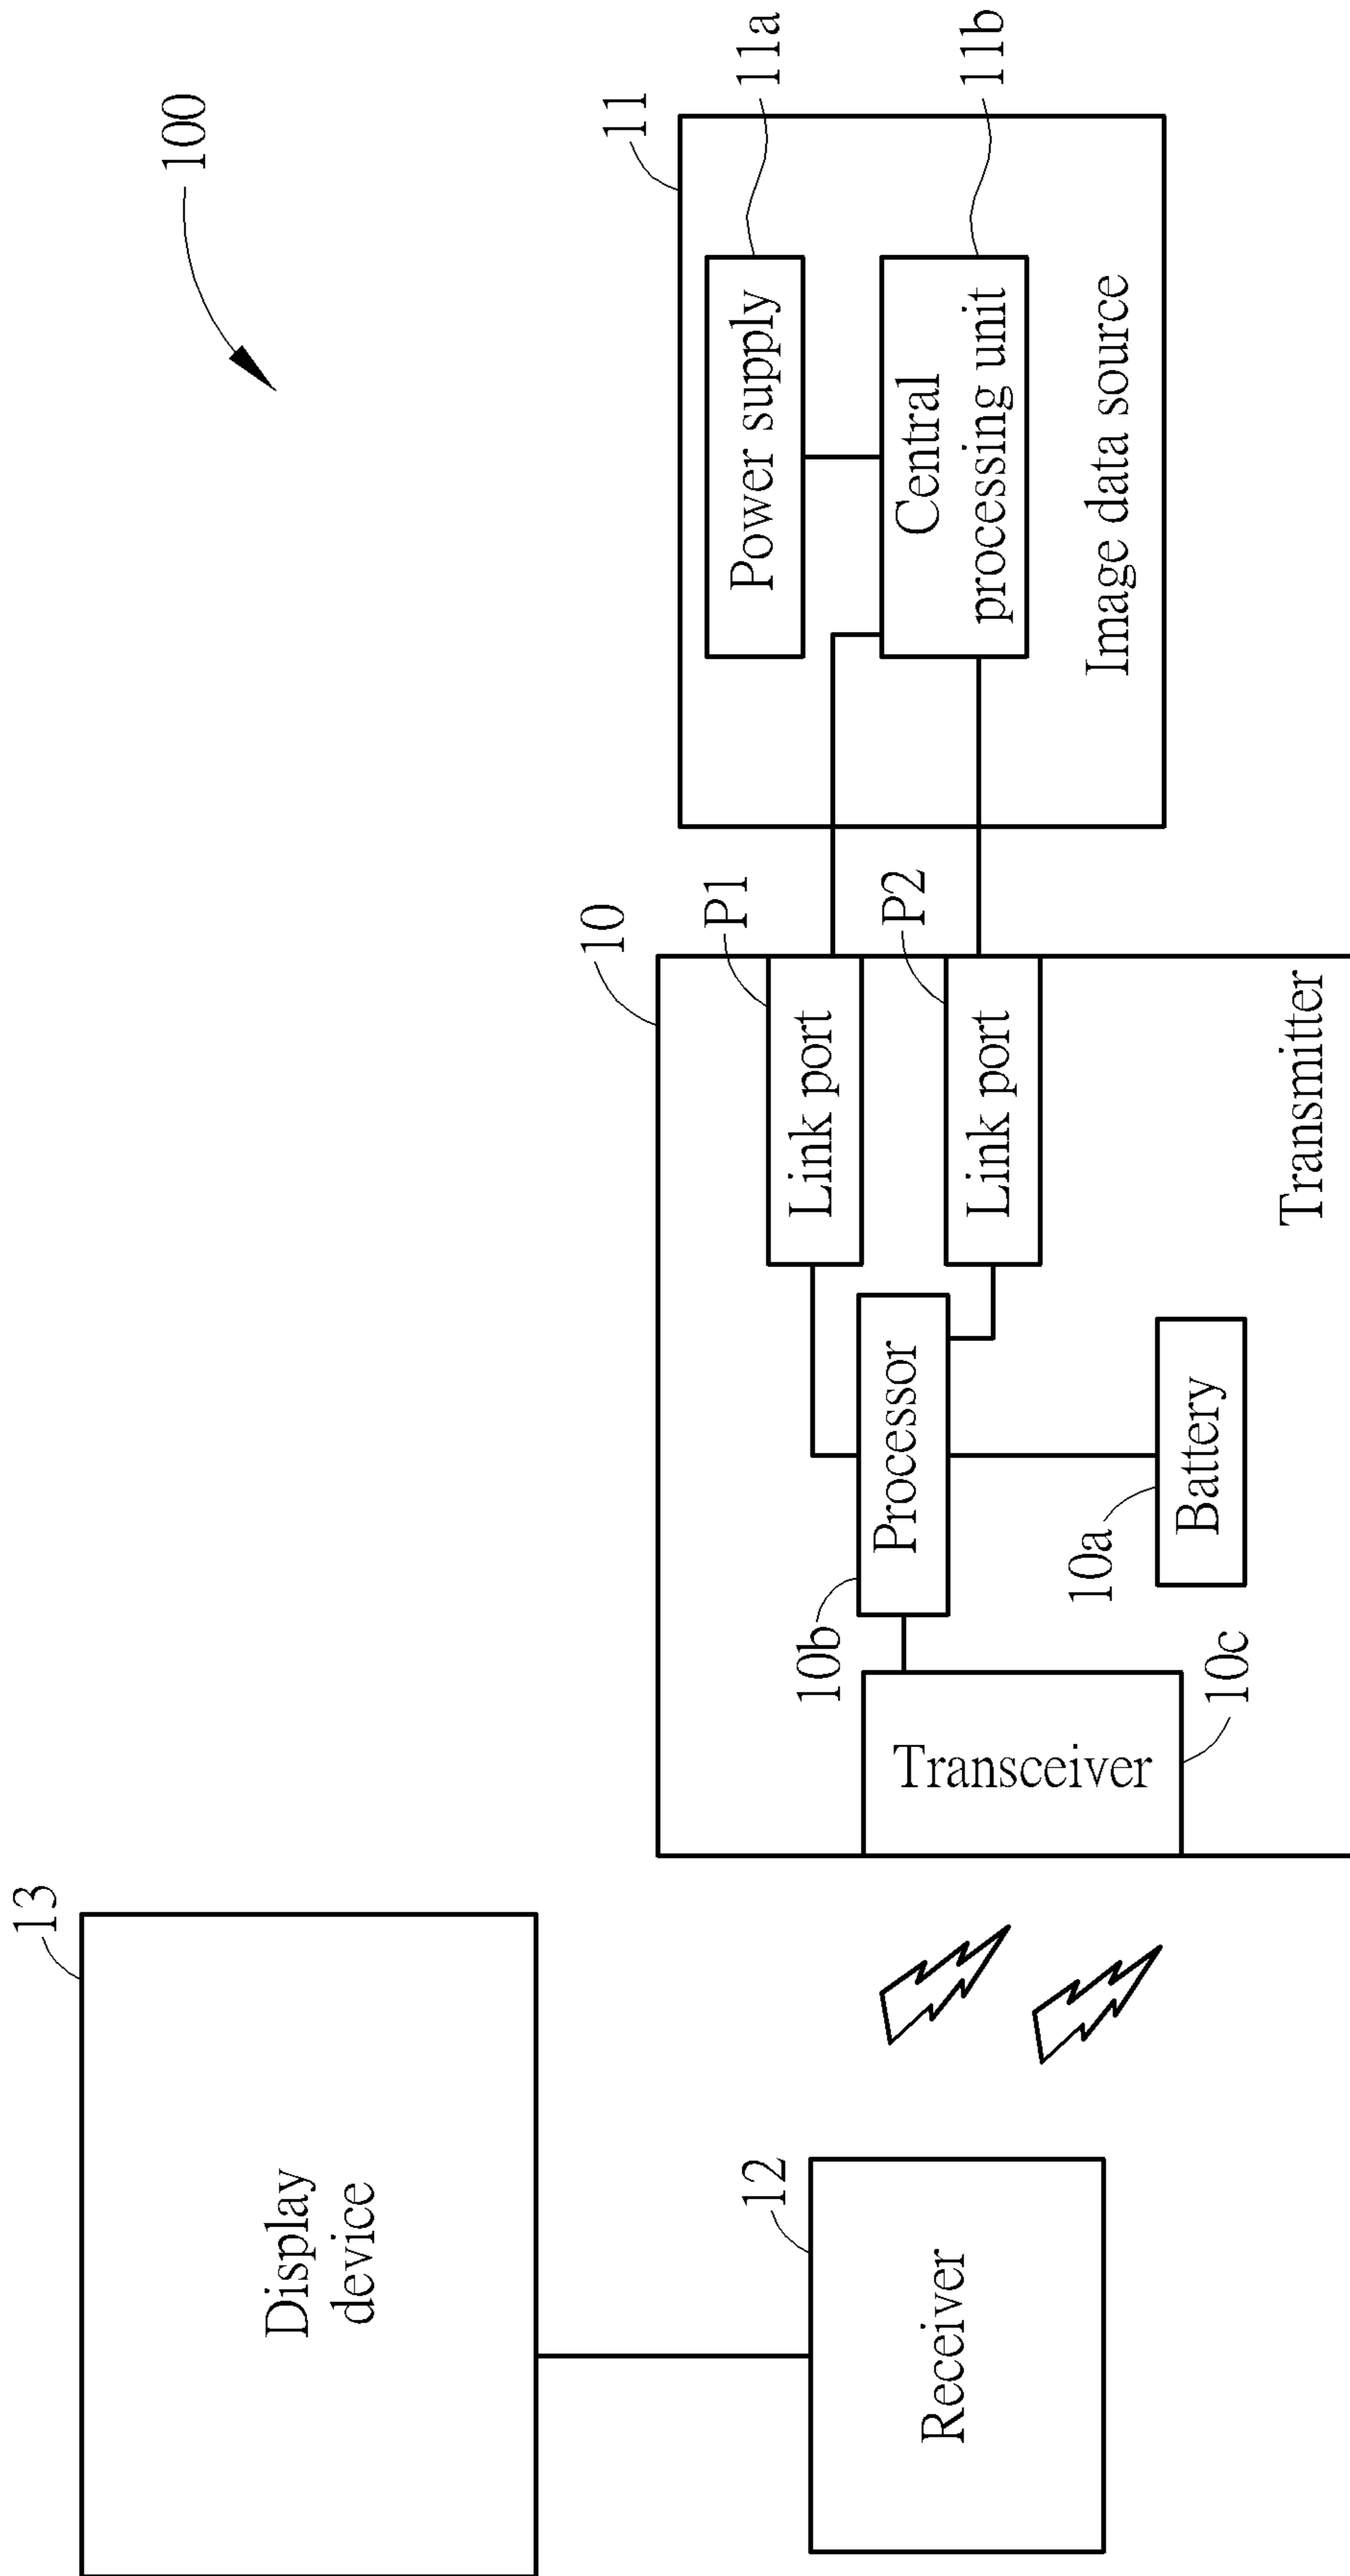 100
13
Display
device
12
Receiver
10
P1
Link port
P2
Link port
10b
Processor
10a
Battery
Transceiver
10c
Transmitter
11
11a
Power supply
11b
Central
processing unit
Image data source